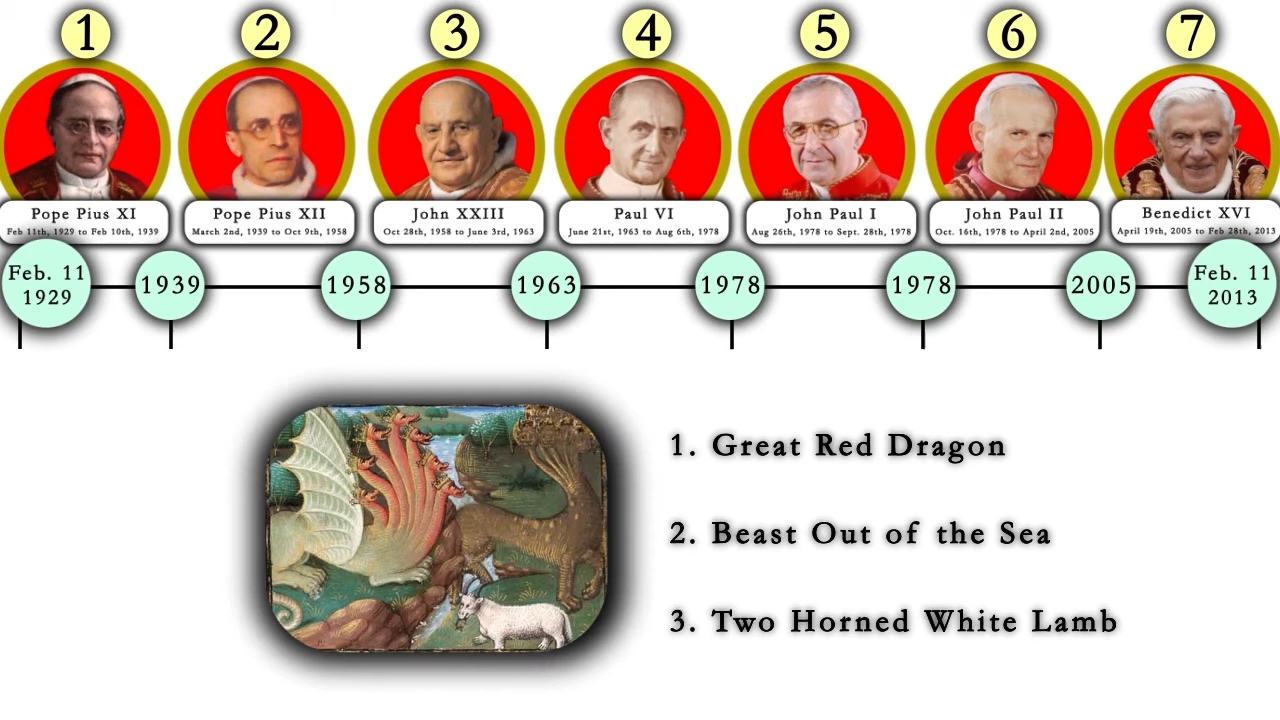 1 2 3 4 5 6 7
Pope Pius XI
Feb 11th, 1929 to Feb 10th, 1939
Pope Pius XII
March 2nd, 1939 to Oct 9th, 1958
John XXIII
Oct 28th, 1958 to June 3rd, 1963
Paul VI
June 21st, 1963 to Aug 6th, 1978
John Paul I
Aug 26th, 1978 to Sept. 28th, 1978
John Paul II
Oct. 16th, 1978 to April 2nd, 2005
Benedict XVI
April 19th, 2005 to Feb 28th, 2013
Feb. 11
1929
1939
1958
1963
1978
1978
2005
Feb. 11
2013
1. Great Red Dragon
2. Beast Out of the Sea
3. Two Horned White Lamb